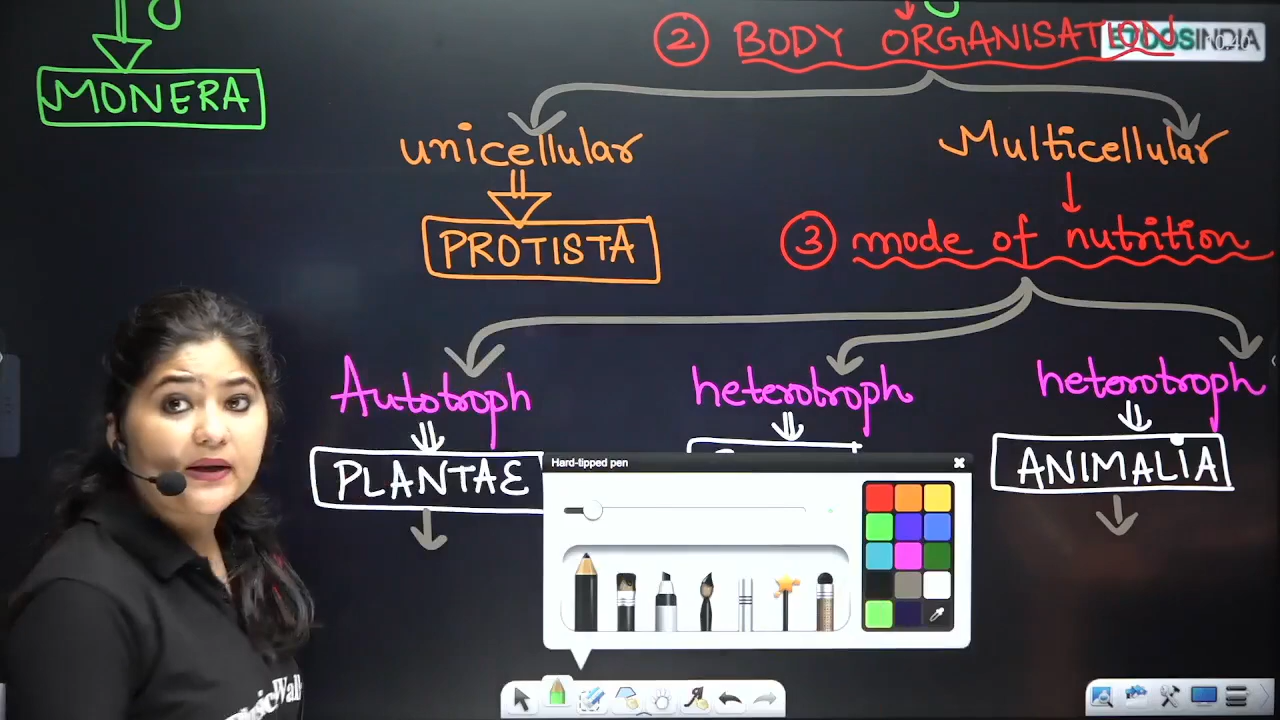 ② BODY ORGANISATION
ETOOSINDIA
MONERA
unicellular
Multicellular
PROTISTA
③ mode of nutrition
Autotroph
heterotroph
heterotroph
PLANTAE
ANIMALIA
Hard-tipped pen